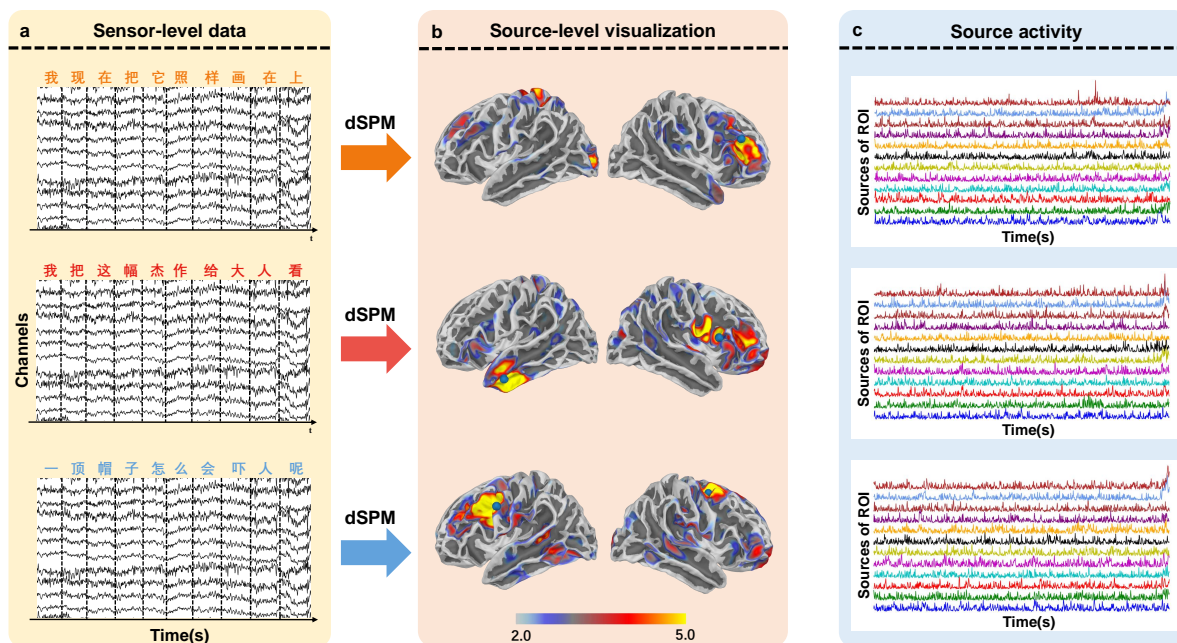 a Sensor-level data
我 现 在 把 它 照 样 画 在 上
t
我 把 这 幅 杰 作 给 大 人 看
t
一 顶 帽 子 怎 么 会 吓 人 呢
Channels
Time(s)
dSPM
dSPM
dSPM
b Source-level visualization
2.0 5.0
c Source activity
Sources of ROI
Time(s)
Sources of ROI
Time(s)
Sources of ROI
Time(s)